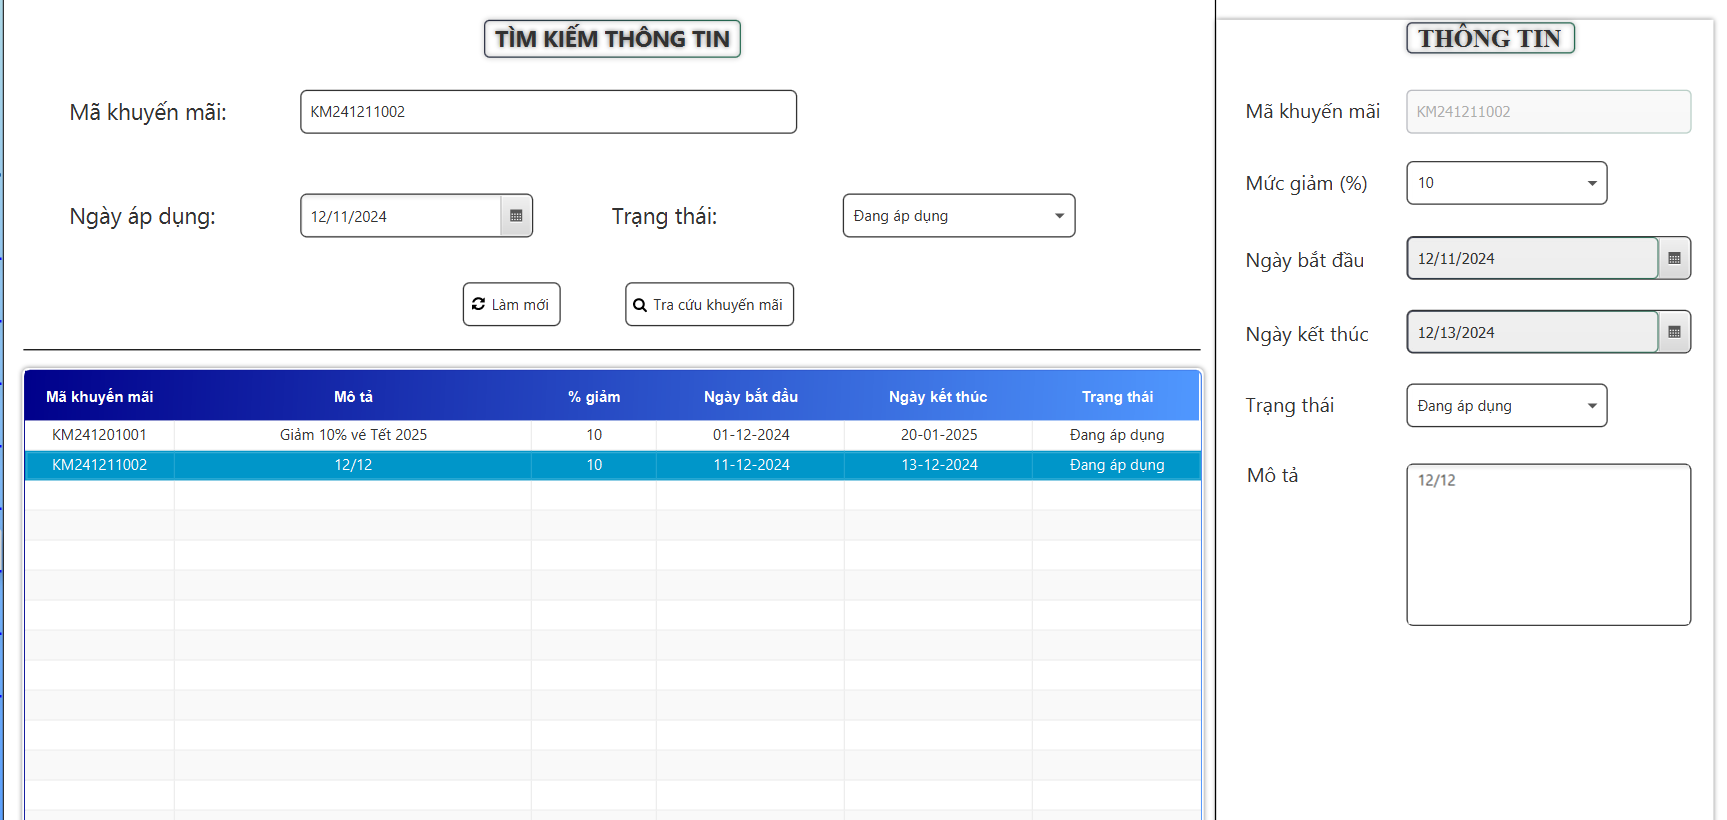 TÌM KIẾM THÔNG TIN
Mã khuyến mãi: KM241211002
Ngày áp dụng: 12/11/2024 Trạng thái: Đang áp dụng
Làm mới Tra cứu khuyến mãi
Mã khuyến mãi Mô tả % giảm Ngày bắt đầu Ngày kết thúc Trạng thái
KM241201001 Giảm 10% vé Tết 2025 10 01-12-2024 20-01-2025 Đang áp dụng
KM241211002 12/12 10 11-12-2024 13-12-2024 Đang áp dụng
THÔNG TIN
Mã khuyến mãi KM241211002
Mức giảm (%) 10
Ngày bắt đầu 12/11/2024
Ngày kết thúc 12/13/2024
Trạng thái Đang áp dụng
Mô tả 12/12